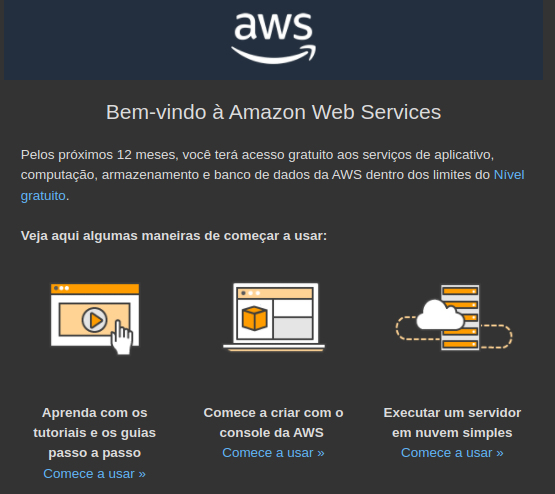 aws
Bem-vindo à Amazon Web Services
Pelos próximos 12 meses, você terá acesso gratuito aos serviços de aplicativo,
computação, armazenamento e banco de dados da AWS dentro dos limites do Nível
gratuito.
Veja aqui algumas maneiras de começar a usar:
Aprenda com os
tutoriais e os guias
passo a passo
Comece a usar »
Comece a criar com o
console da AWS
Comece a usar »
Executar um servidor
em nuvem simples
Comece a usar »